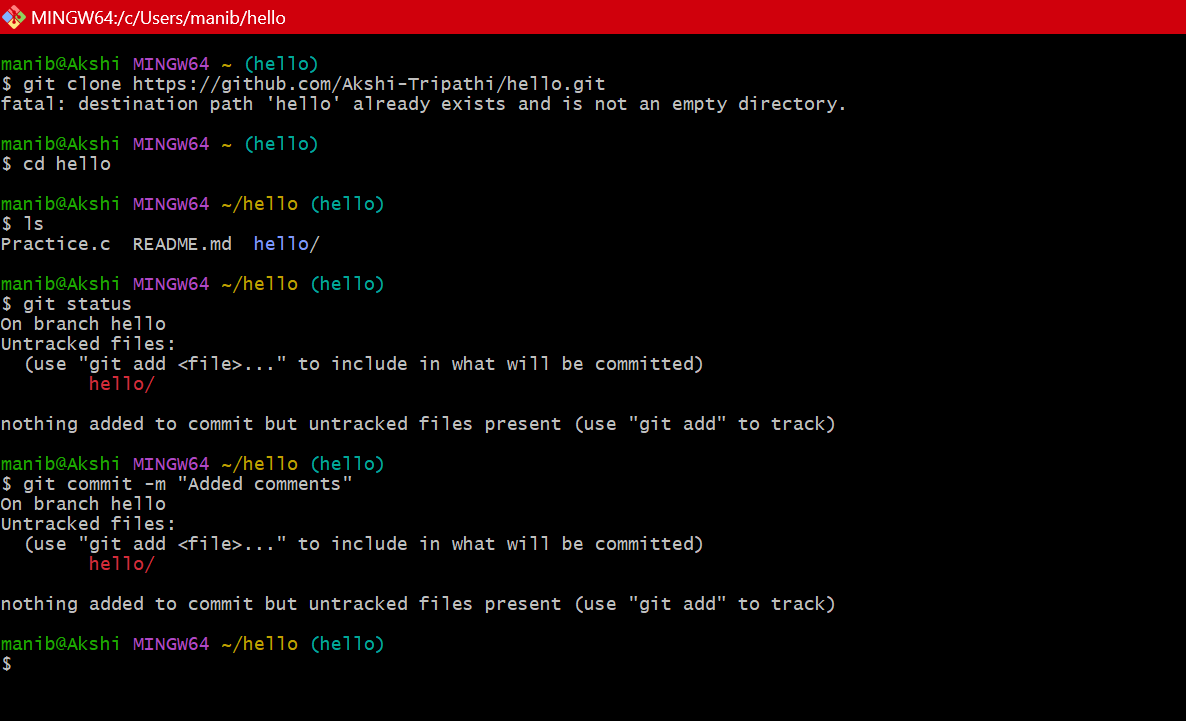 MINGW64:/c/Users/manib/hello
manib@Akshi MINGW64 ~ (hello)
$ git clone https://github.com/Akshi-Tripathi/hello.git
fatal: destination path 'hello' already exists and is not an empty directory.
manib@Akshi MINGW64 ~ (hello)
$ cd hello
manib@Akshi MINGW64 ~/hello (hello)
$ ls
Practice.c  README.md  hello/
manib@Akshi MINGW64 ~/hello (hello)
$ git status
On branch hello
Untracked files:
  (use "git add <file>..." to include in what will be committed)
        hello/
nothing added to commit but untracked files present (use "git add" to track)
manib@Akshi MINGW64 ~/hello (hello)
$ git commit -m "Added comments"
On branch hello
Untracked files:
  (use "git add <file>..." to include in what will be committed)
        hello/
nothing added to commit but untracked files present (use "git add" to track)
manib@Akshi MINGW64 ~/hello (hello)
$